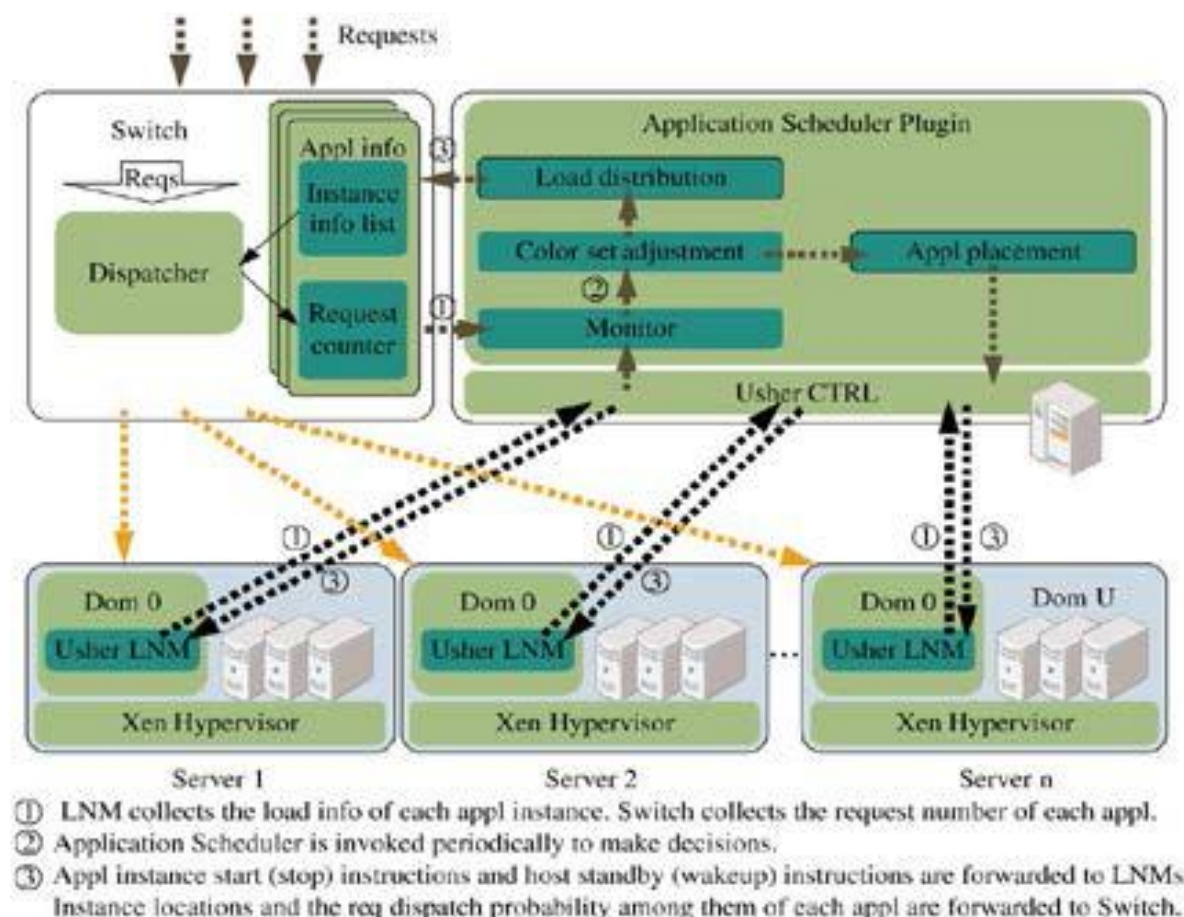 Requests
Switch
Reqs
Dispatcher
Appl info
Instance
info list
Request
counter
③
①
Application Scheduler Plugin
Load distribution
Color set adjustment
Appl placement
②
Monitor
Usher CTRL
①
③
①
③
①
③
Dom 0
Usher LNM
Xen Hypervisor
Server 1
Dom 0
Usher LNM
Xen Hypervisor
Server 2
Dom 0
Dom U
Usher LNM
Xen Hypervisor
Server n
① LNM collects the load info of each appl instance. Switch collects the request number of each appl.
② Application Scheduler is invoked periodically to make decisions.
③ Appl instance start (stop) instructions and host standby (wakeup) instructions are forwarded to LNMs
Instance locations and the req dispatch probability among them of each appl are forwarded to Switch.